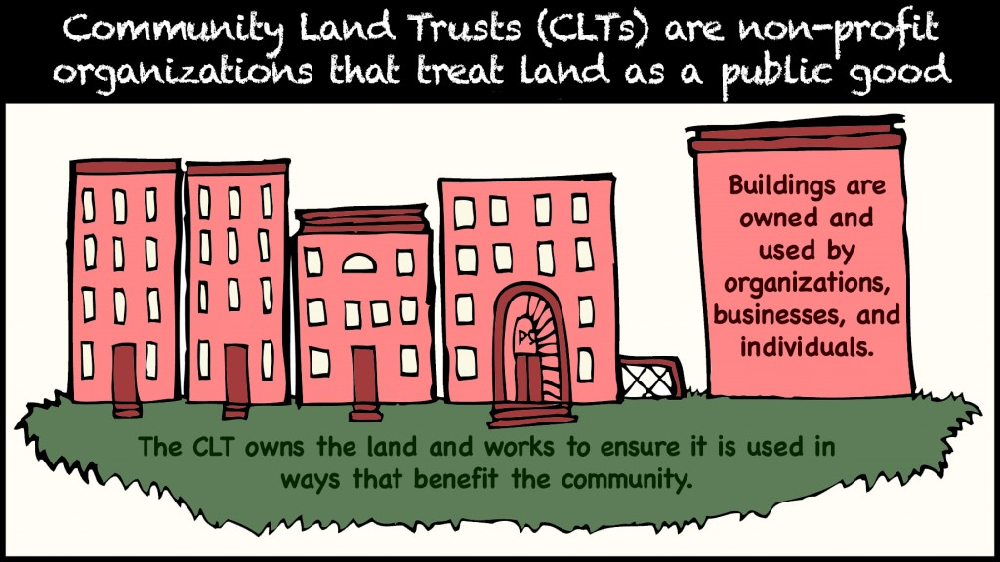 Community Land Trusts (CLTs) are non-profit
organizations that treat land as a public good
Buildings are
owned and
used by
organizations,
businesses, and
individuals.
The CLT owns the land and works to ensure it is used in
ways that benefit the community.